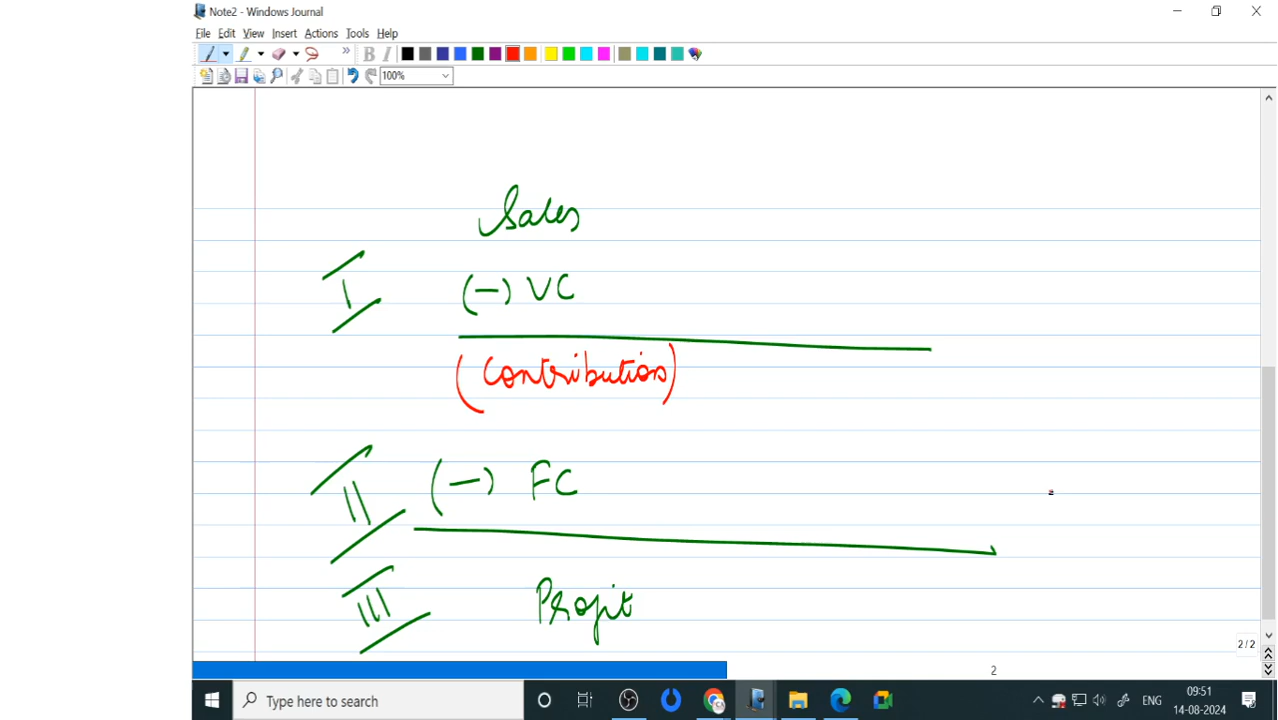 Note2 - Windows Journal
File Edit View Insert Actions Tools Help
B I
100%
Sales
I (-) VC
(Contribution)
II (-) FC
III Profit
2 / 2
2
Type here to search
ENG
09:51
14-08-2024